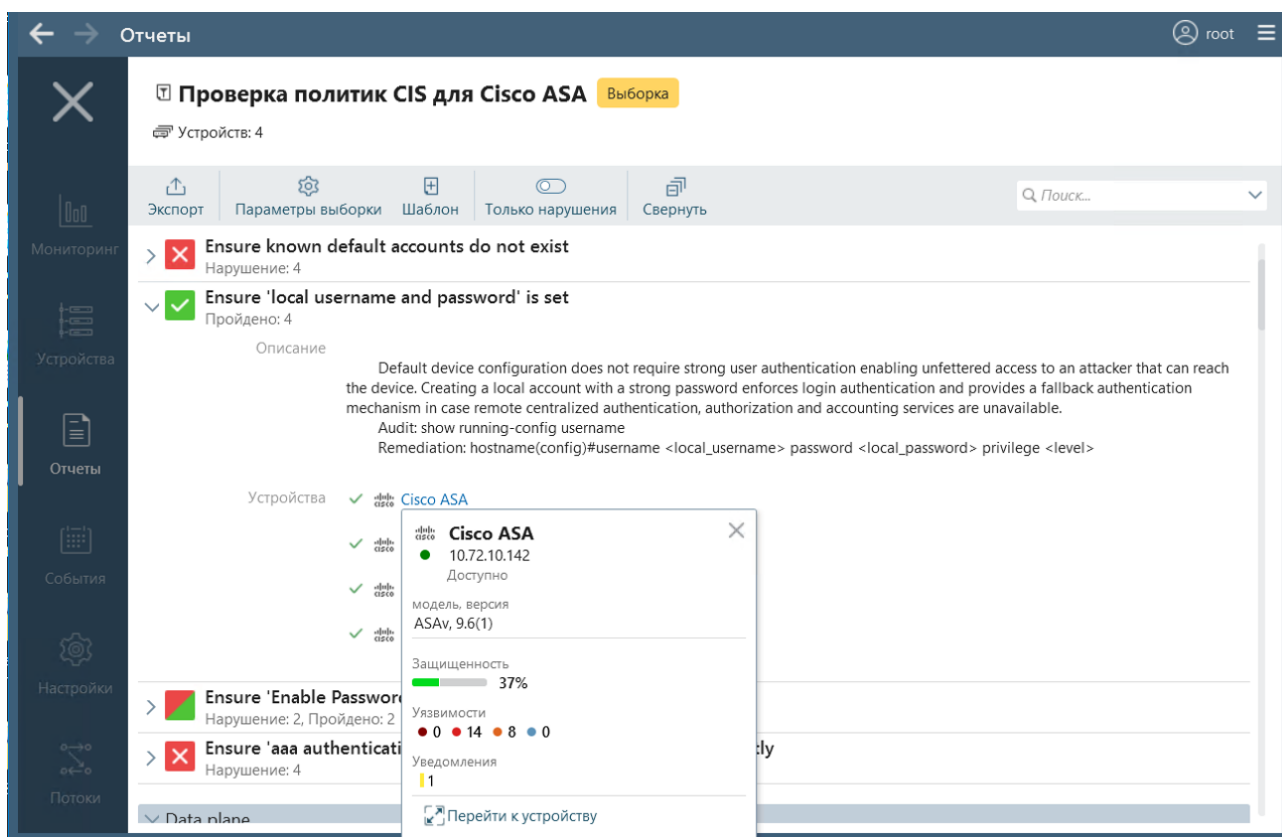 Отчеты
root
Проверка политик CIS для Cisco ASA Выборка
Устройств: 4
Экспорт Параметры выборки Шаблон Только нарушения Свернуть
Поиск...
Мониторинг
Устройства
Отчеты
События
Настройки
Потоки
Ensure known default accounts do not exist
Нарушение: 4
Ensure 'local username and password' is set
Пройдено: 4
Описание
Default device configuration does not require strong user authentication enabling unfettered access to an attacker that can reach
the device. Creating a local account with a strong password enforces login authentication and provides a fallback authentication
mechanism in case remote centralized authentication, authorization and accounting services are unavailable.
Audit: show running-config username
Remediation: hostname(config)#username <local_username> password <local_password> privilege <level>
Устройства
cisco Cisco ASA
cisco
cisco
cisco
cisco Cisco ASA
10.72.10.142
Доступно
модель, версия
ASAv, 9.6(1)
Защищенность
37%
Уязвимости
0 14 8 0
Уведомления
1
Перейти к устройству
Ensure 'Enable Passwor
Нарушение: 2, Пройдено: 2
Ensure 'aaa authenticati
Нарушение: 4
Data plane